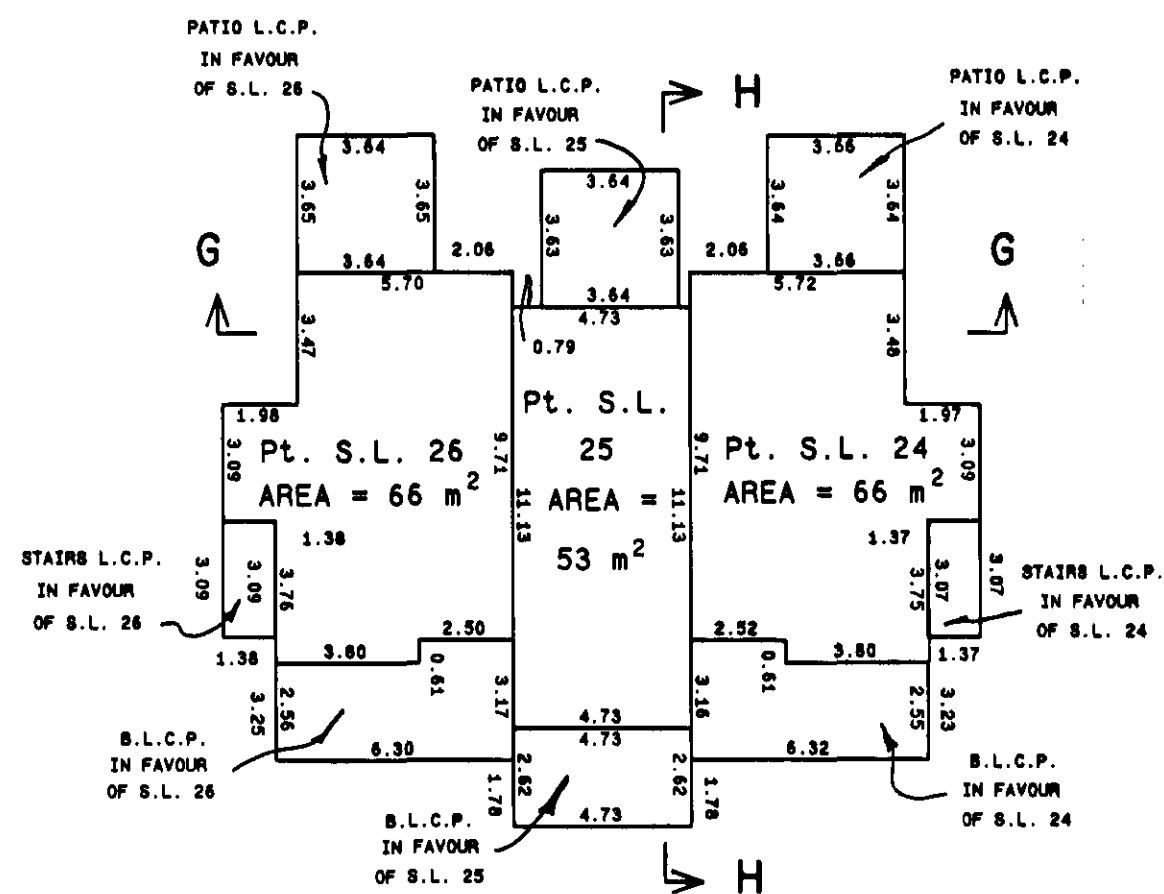 PATIO L.C.P.
IN FAVOUR
OF S.L. 26
PATIO L.C.P.
IN FAVOUR
OF S.L. 25
H
PATIO L.C.P.
IN FAVOUR
OF S.L. 24
3.64
3.65
3.65
3.64
5.70
2.06
3.64
3.63
3.63
3.64
4.73
0.79
2.06
3.66
3.64
3.64
3.66
5.72
G
G
3.47
3.48
1.98
3.09
1.97
3.09
Pt. S.L. 26
AREA = 66 m²
9.71
11.13
Pt. S.L.
25
AREA =
53 m²
9.71
11.13
Pt. S.L. 24
AREA = 66 m²
1.38
1.37
STAIRS L.C.P.
IN FAVOUR
OF S.L. 26
3.09
3.09
3.76
1.38
3.75
3.07
3.07
1.37
STAIRS L.C.P.
IN FAVOUR
OF S.L. 24
3.80
2.50
0.61
3.17
2.52
0.61
3.80
3.16
3.25
2.56
6.30
4.73
4.73
2.62
2.62
1.78
1.78
4.73
6.32
2.55
3.23
B.L.C.P.
IN FAVOUR
OF S.L. 26
B.L.C.P.
IN FAVOUR
OF S.L. 25
B.L.C.P.
IN FAVOUR
OF S.L. 24
H